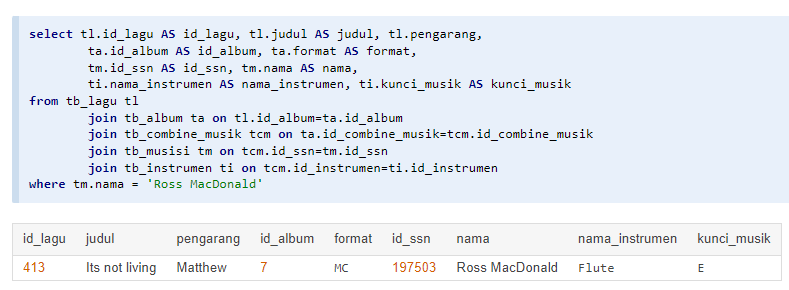 select tl.id_lagu AS id_lagu, tl.judul AS judul, tl.pengarang,
ta.id_album AS id_album, ta.format AS format,
tm.id_ssn AS id_ssn, tm.nama AS nama,
ti.nama_instrumen AS nama_instrumen, ti.kunci_musik AS kunci_musik
from tb_lagu tl
join tb_album ta on tl.id_album=ta.id_album
join tb_combine_musik tcm on ta.id_combine_musik=tcm.id_combine_musik
join tb_musisi tm on tcm.id_ssn=tm.id_ssn
join tb_instrumen ti on tcm.id_instrumen=ti.id_instrumen
where tm.nama = 'Ross MacDonald'
id_lagu judul pengarang id_album format id_ssn nama nama_instrumen kunci_musik
413 Its not living Matthew 7 MC 197503 Ross MacDonald Flute E